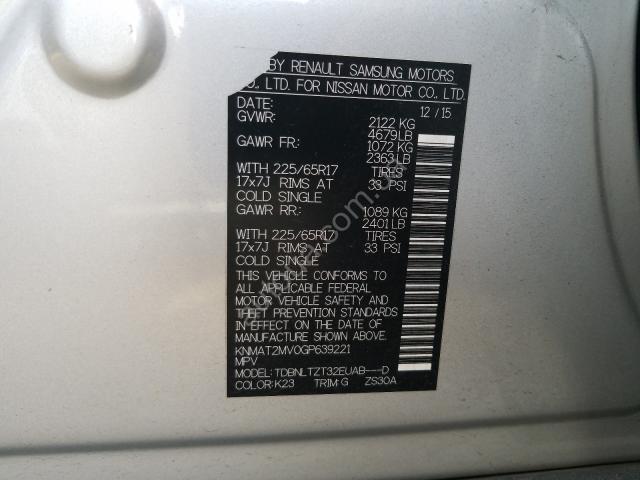 BY RENAULT SAMSUNG MOTORS
CO., LTD. FOR NISSAN MOTOR CO., LTD.
DATE: 12 / 15
GVWR: 2122 KG
4679 LB
GAWR FR: 1072 KG
2363 LB
WITH 225/65R17 TIRES
17x7J RIMS AT 33 PSI
COLD SINGLE
GAWR RR: 1089 KG
2401 LB
WITH 225/65R17 TIRES
17x7J RIMS AT 33 PSI
COLD SINGLE
THIS VEHICLE CONFORMS TO
ALL APPLICABLE FEDERAL
MOTOR VEHICLE SAFETY AND
THEFT PREVENTION STANDARDS
IN EFFECT ON THE DATE OF
MANUFACTURE SHOWN ABOVE.
KNMAT2MV0GP639221
MPV
MODEL: TDBNLTZT32EUAB---D
COLOR: K23 TRIM: G ZS30A